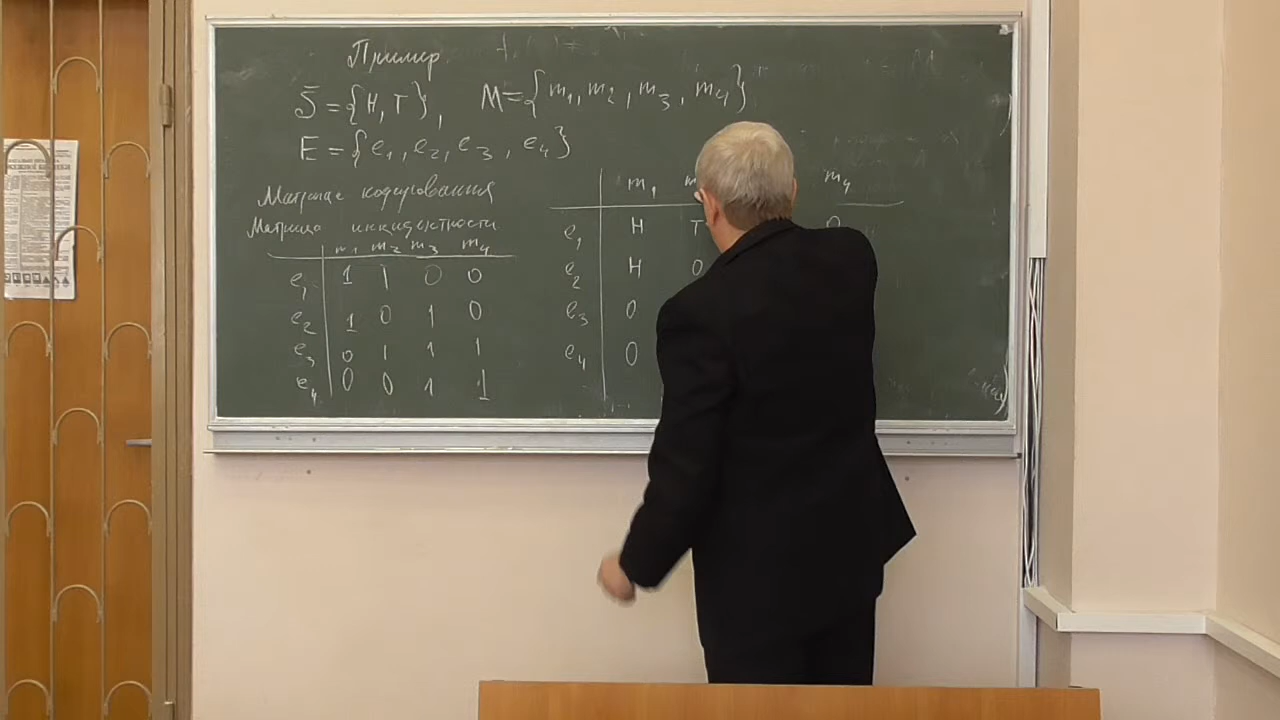 Пример
S = {H, T}, M = {m₁, m₂, m₃, m₄}
E = {e₁, e₂, e₃, e₄}
Матрица кодирования
Матрица инцидентности
m₁ m₂ m₃ m₄
e₁ 1 1 0 0
e₂ 1 0 1 0
e₃ 0 1 1 1
e₄ 0 0 1 1
m₁ m m₄
e₁ H T 0
e₂ H 0
e₃ 0
e₄ 0